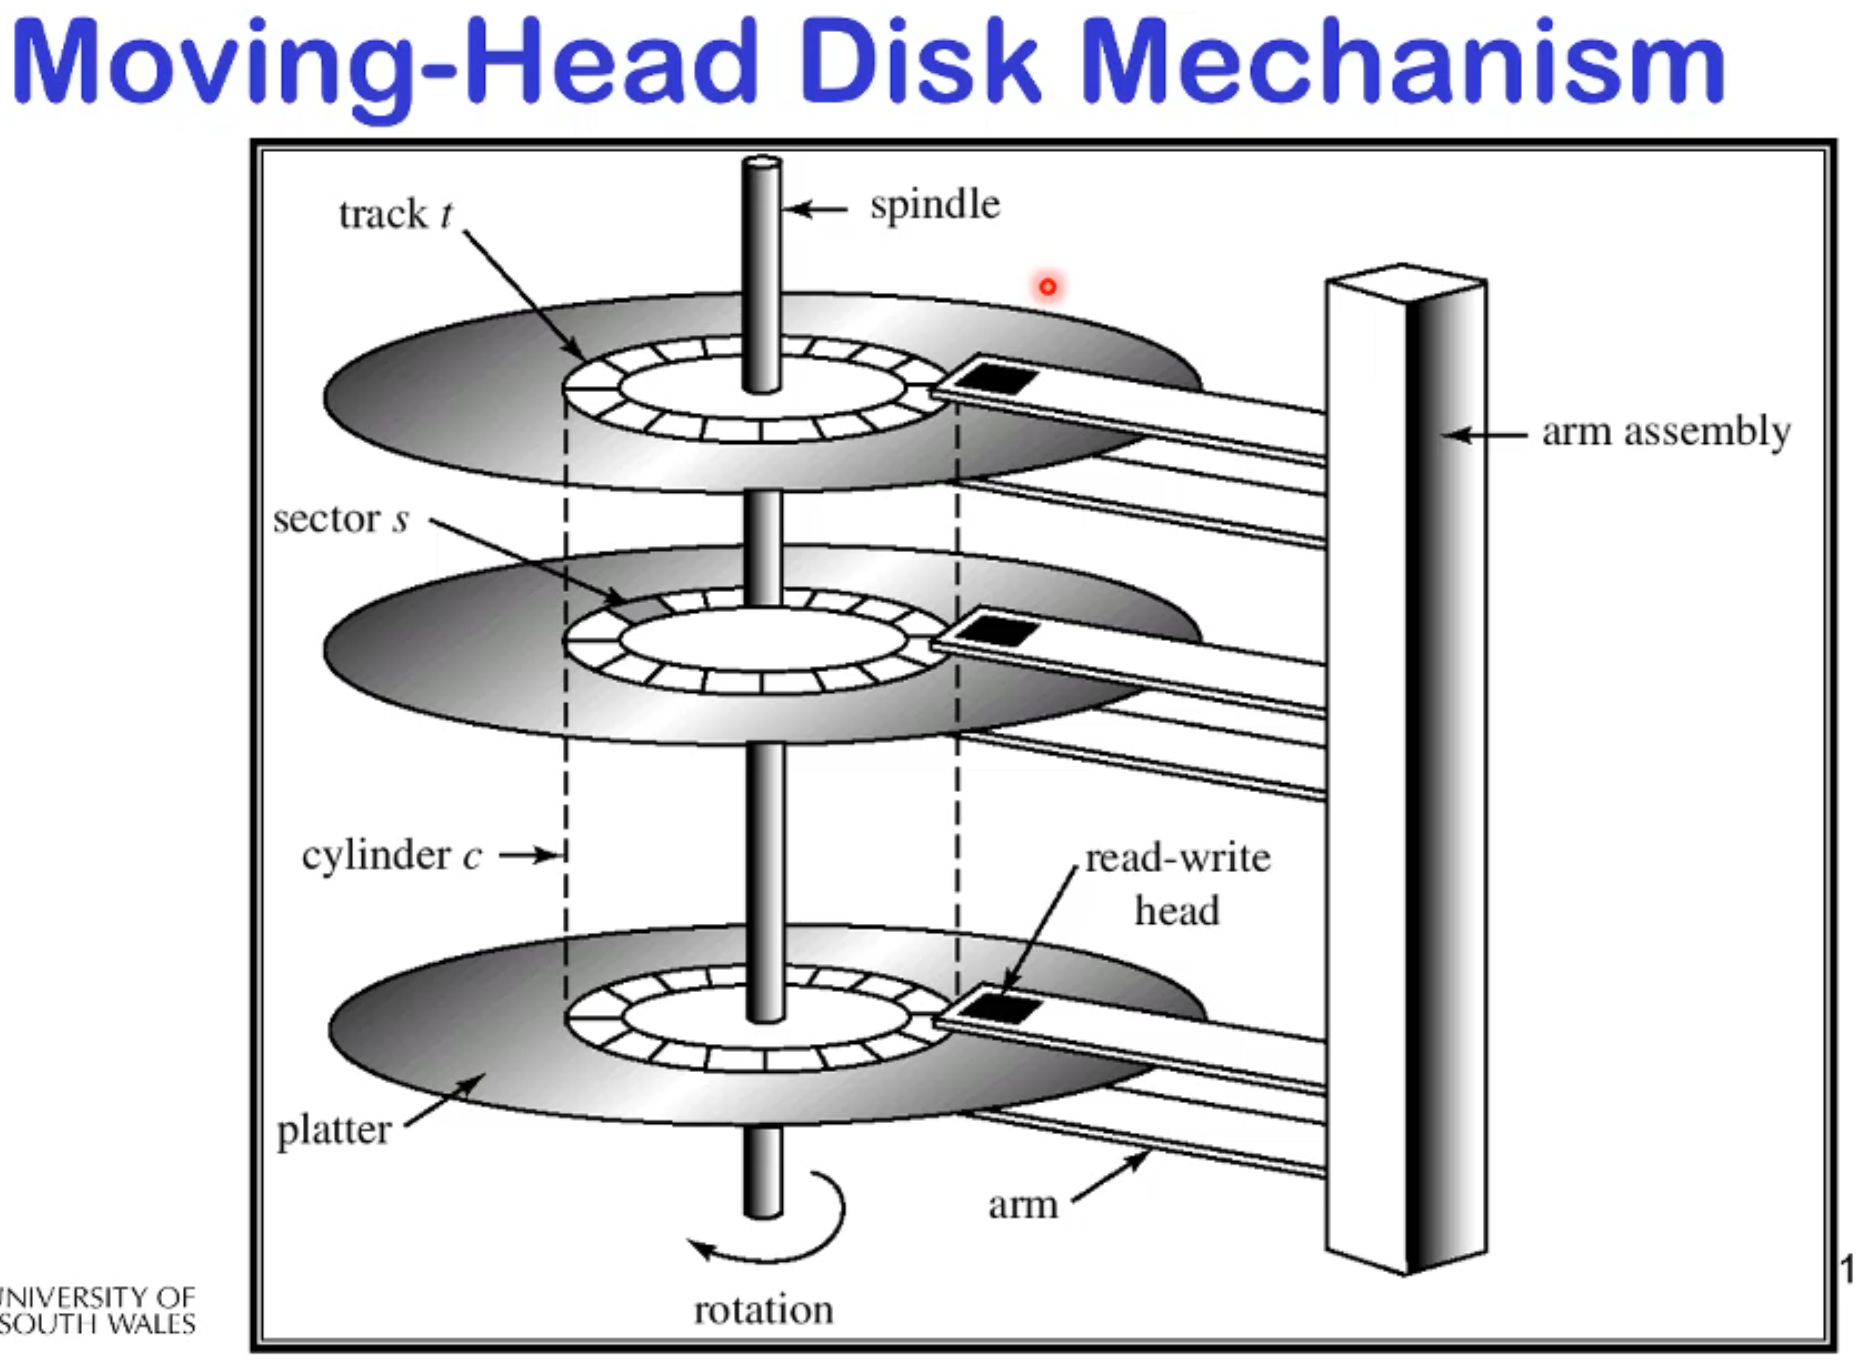 Moving-Head Disk Mechanism
track t
spindle
arm assembly
sector s
cylinder c
read-write
head
platter
arm
rotation
1
NIVERSITY OF
SOUTH WALES